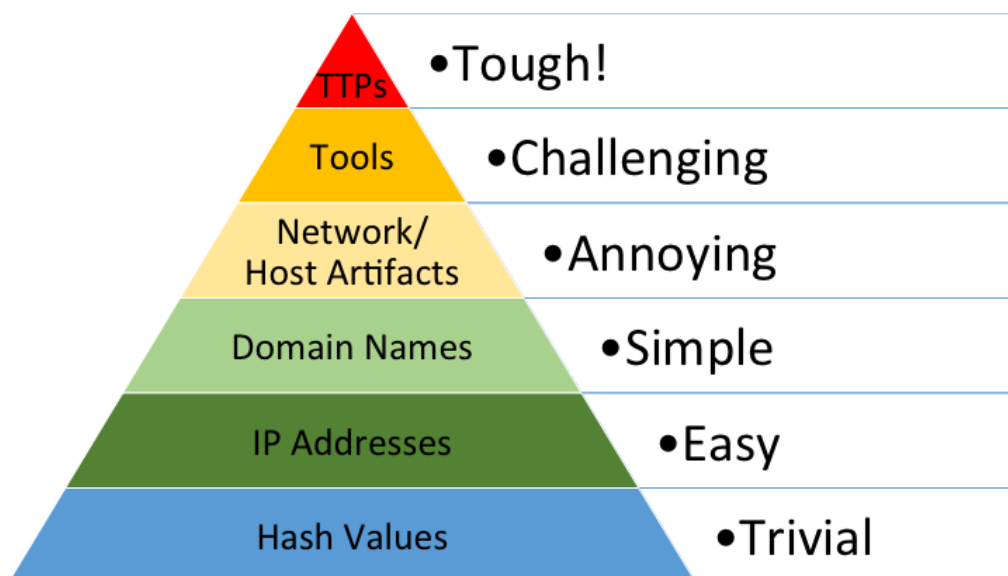 TTPs
•Tough!
Tools
•Challenging
Network/
Host Artifacts
•Annoying
Domain Names
•Simple
IP Addresses
•Easy
Hash Values
•Trivial